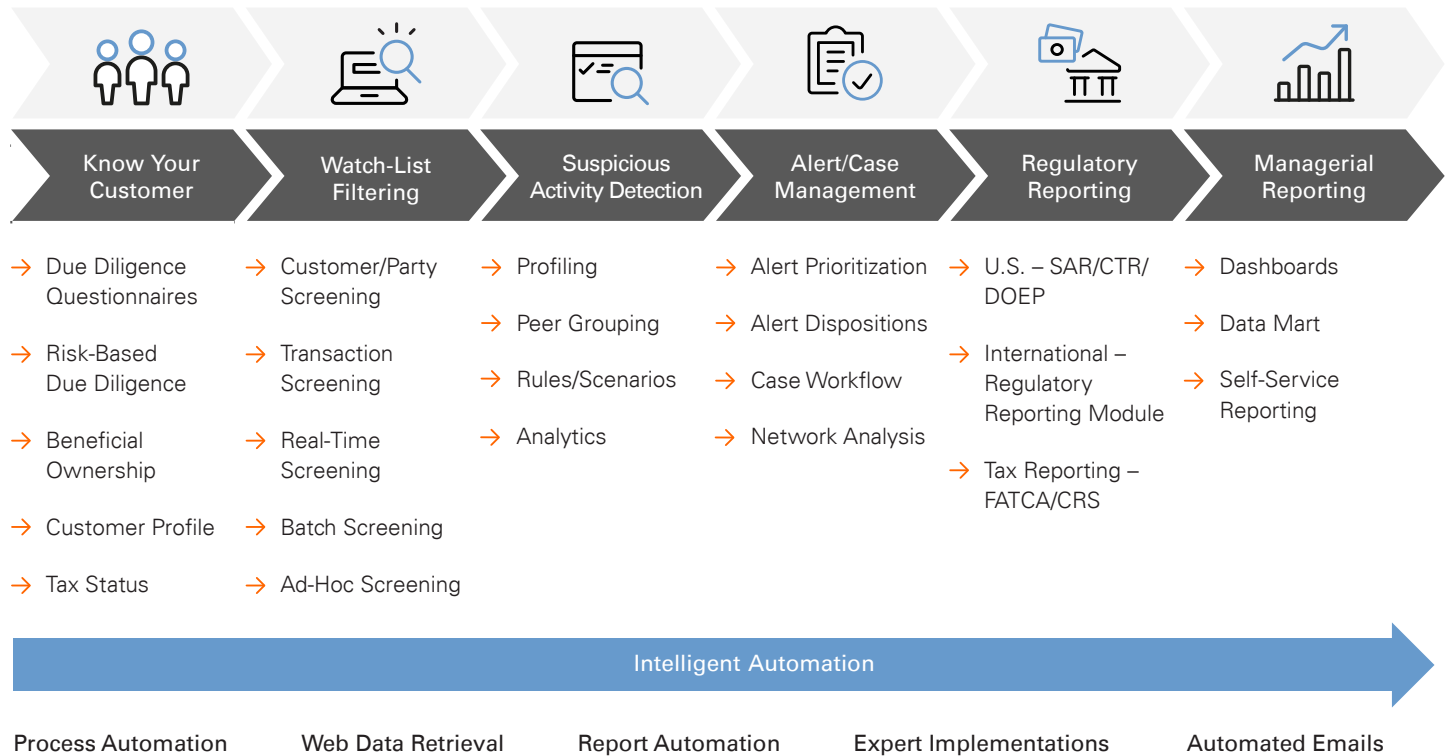 Know Your
Customer
Watch-List
Filtering
Suspicious
Activity Detection
Alert/Case
Management
Regulatory
Reporting
Managerial
Reporting
→ Due Diligence
Questionnaires
→ Risk-Based
Due Diligence
→ Beneficial
Ownership
→ Customer Profile
→ Tax Status
→ Customer/Party
Screening
→ Transaction
Screening
→ Real-Time
Screening
→ Batch Screening
→ Ad-Hoc Screening
→ Profiling
→ Peer Grouping
→ Rules/Scenarios
→ Analytics
→ Alert Prioritization
→ Alert Dispositions
→ Case Workflow
→ Network Analysis
→ U.S. – SAR/CTR/
DOEP
→ International –
Regulatory
Reporting Module
→ Tax Reporting –
FATCA/CRS
→ Dashboards
→ Data Mart
→ Self-Service
Reporting
Intelligent Automation
Process Automation
Web Data Retrieval
Report Automation
Expert Implementations
Automated Emails